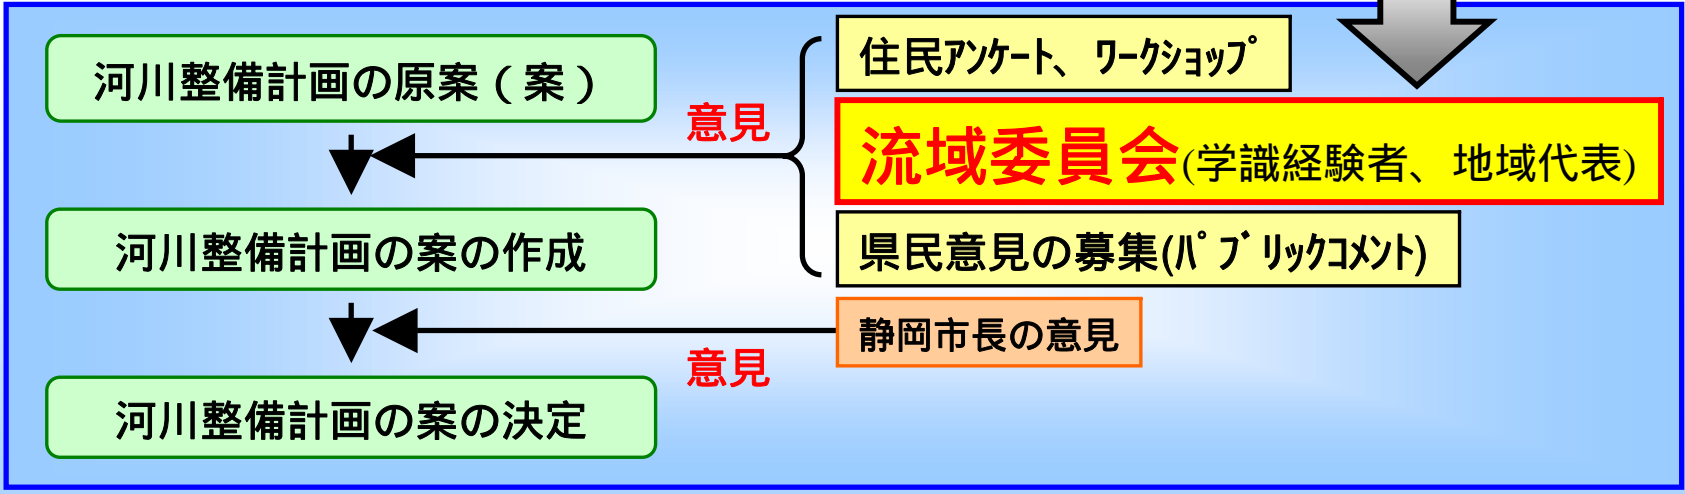 河川整備計画の原案(案)
意見
住民ｱﾝｹｰﾄ、ﾜｰｸｼｮｯﾌﾟ
流域委員会(学識経験者、地域代表)
県民意見の募集(ﾊﾟﾌﾞﾘｯｸｺﾒﾝﾄ)
河川整備計画の案の作成
意見
静岡市長の意見
河川整備計画の案の決定